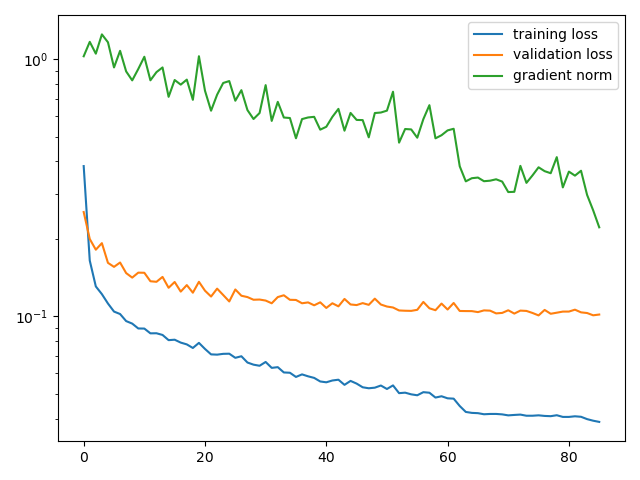 training loss
validation loss
gradient norm
10⁰
10⁻¹
0 20 40 60 80